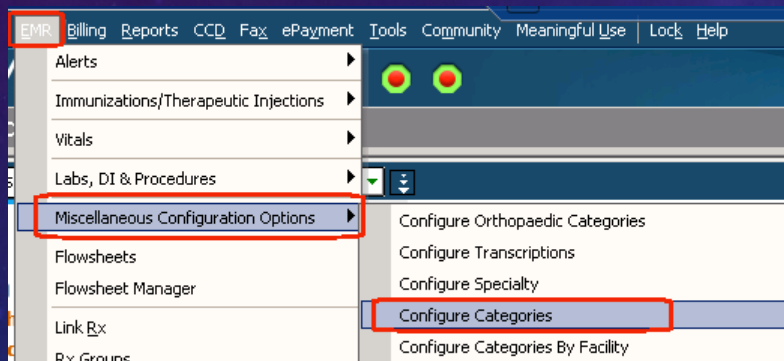 EMR Billing Reports CCD Fax ePayment Tools Community Meaningful Use Lock Help
Alerts
Immunizations/Therapeutic Injections
Vitals
Labs, DI & Procedures
Miscellaneous Configuration Options
Flowsheets
Flowsheet Manager
Link Rx
Rx Groups
Configure Orthopaedic Categories
Configure Transcriptions
Configure Specialty
Configure Categories
Configure Categories By Facility